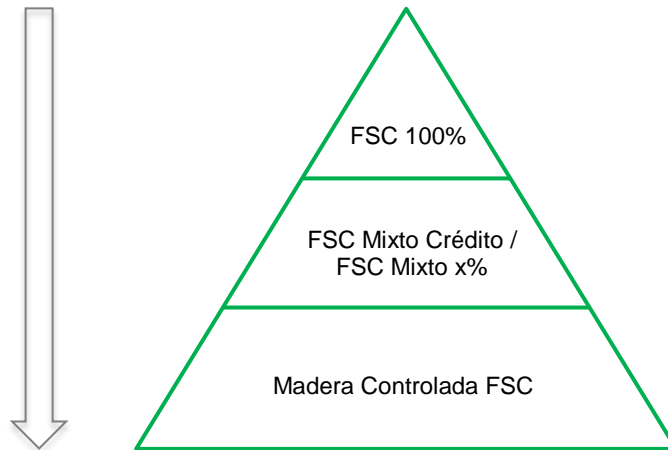 FSC 100%
FSC Mixto Crédito /
FSC Mixto x%
Madera Controlada FSC